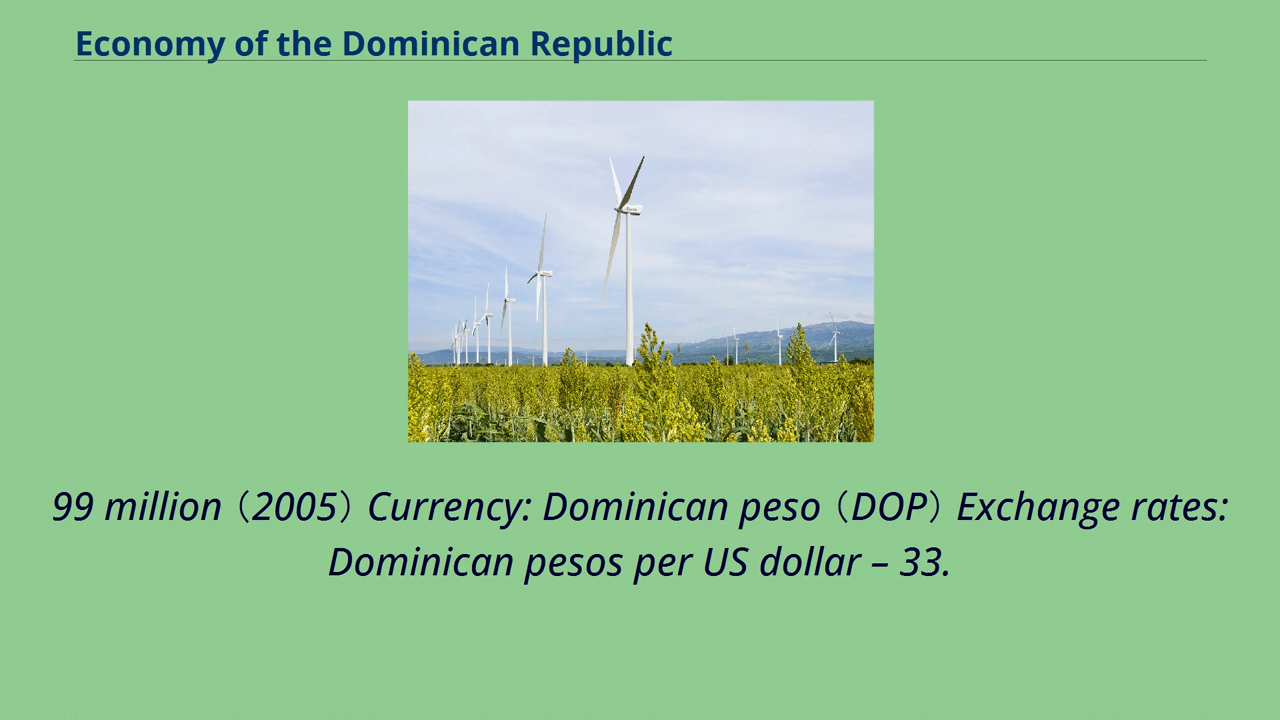 Economy of the Dominican Republic
99 million（2005）Currency: Dominican peso（DOP）Exchange rates:
Dominican pesos per US dollar – 33.